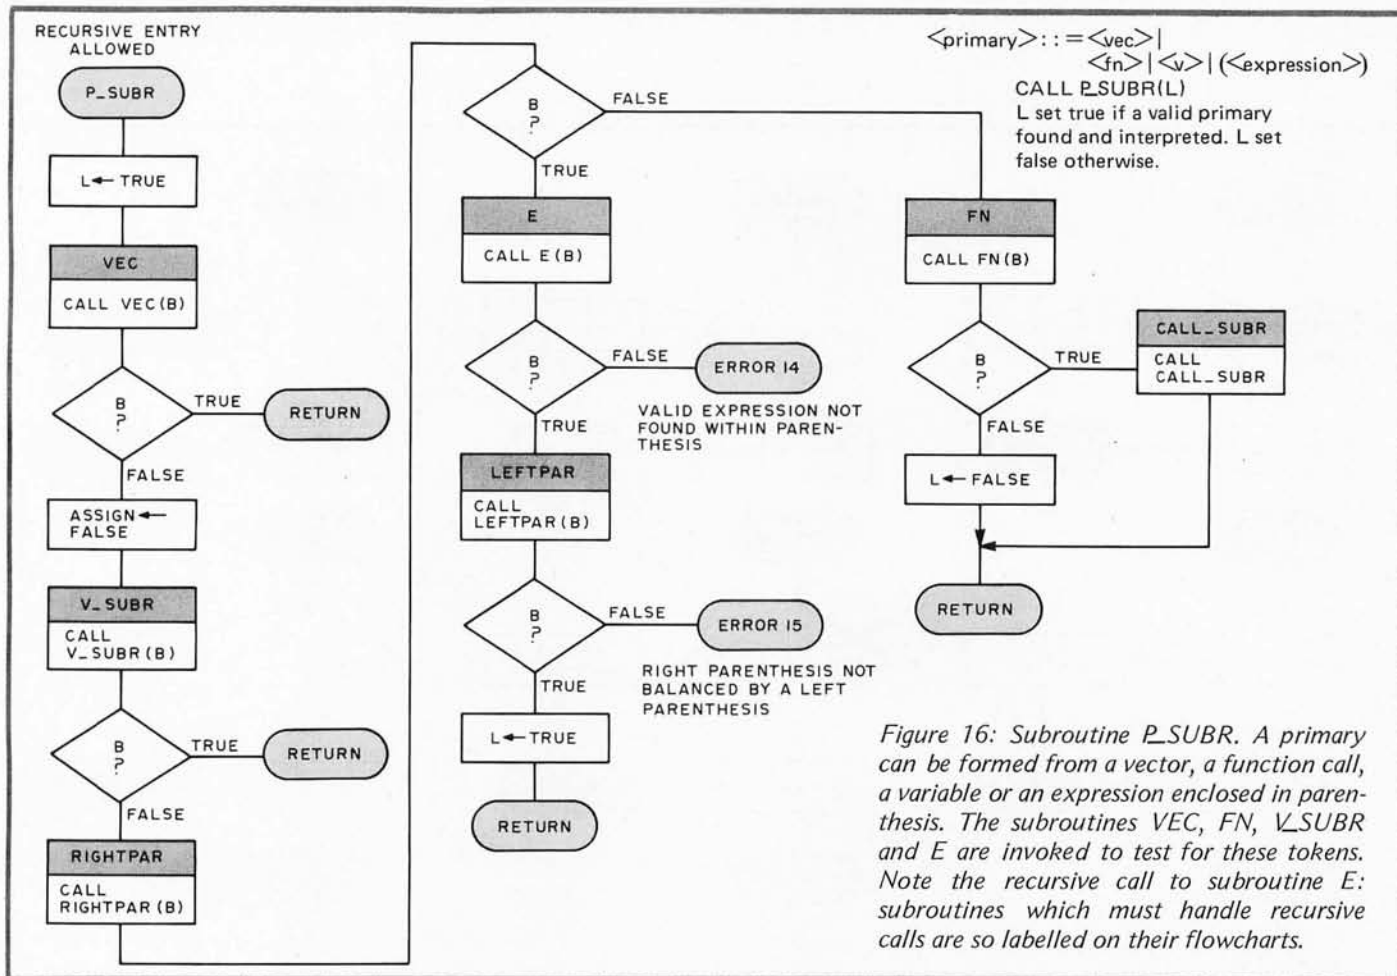 RECURSIVE ENTRY
ALLOWED
P_SUBR
L ← TRUE
VEC
CALL VEC(B)
B
?
TRUE
RETURN
FALSE
ASSIGN ←
FALSE
V_SUBR
CALL
V_SUBR(B)
B
?
TRUE
RETURN
FALSE
RIGHTPAR
CALL
RIGHTPAR(B)
B
?
FALSE
TRUE
E
CALL E(B)
B
?
FALSE
ERROR 14
VALID EXPRESSION NOT
FOUND WITHIN PAREN-
THESIS
TRUE
LEFTPAR
CALL
LEFTPAR(B)
B
?
FALSE
ERROR 15
RIGHT PARENTHESIS NOT
BALANCED BY A LEFT
PARENTHESIS
TRUE
L ← TRUE
RETURN
<primary>::=<vec>|
<fn>|<v>|(<expression>)
CALL P_SUBR(L)
L set true if a valid primary
found and interpreted. L set
false otherwise.
FN
CALL FN(B)
B
?
TRUE
CALL_SUBR
CALL
CALL_SUBR
FALSE
L ← FALSE
RETURN
Figure 16: Subroutine P_SUBR. A primary
can be formed from a vector, a function call,
a variable or an expression enclosed in paren-
thesis. The subroutines VEC, FN, V_SUBR
and E are invoked to test for these tokens.
Note the recursive call to subroutine E:
subroutines which must handle recursive
calls are so labelled on their flowcharts.